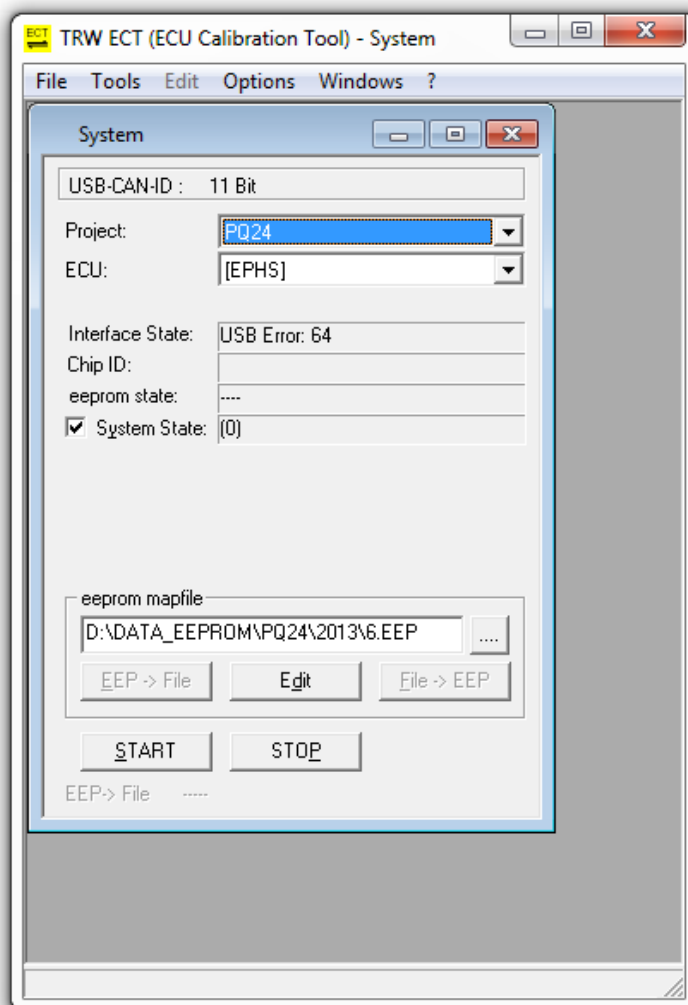 ECT TRW ECT (ECU Calibration Tool) - System
File Tools Edit Options Windows ?
System
USB-CAN-ID : 11 Bit
Project: PQ24
ECU: [EPHS]
Interface State: USB Error: 64
Chip ID:
eeprom state: ----
System State: (0)
eeprom mapfile
D:\DATA_EEPROM\PQ24\2013\6.EEP ....
EEP -> File Edit File -> EEP
START STOP
EEP-> File -----